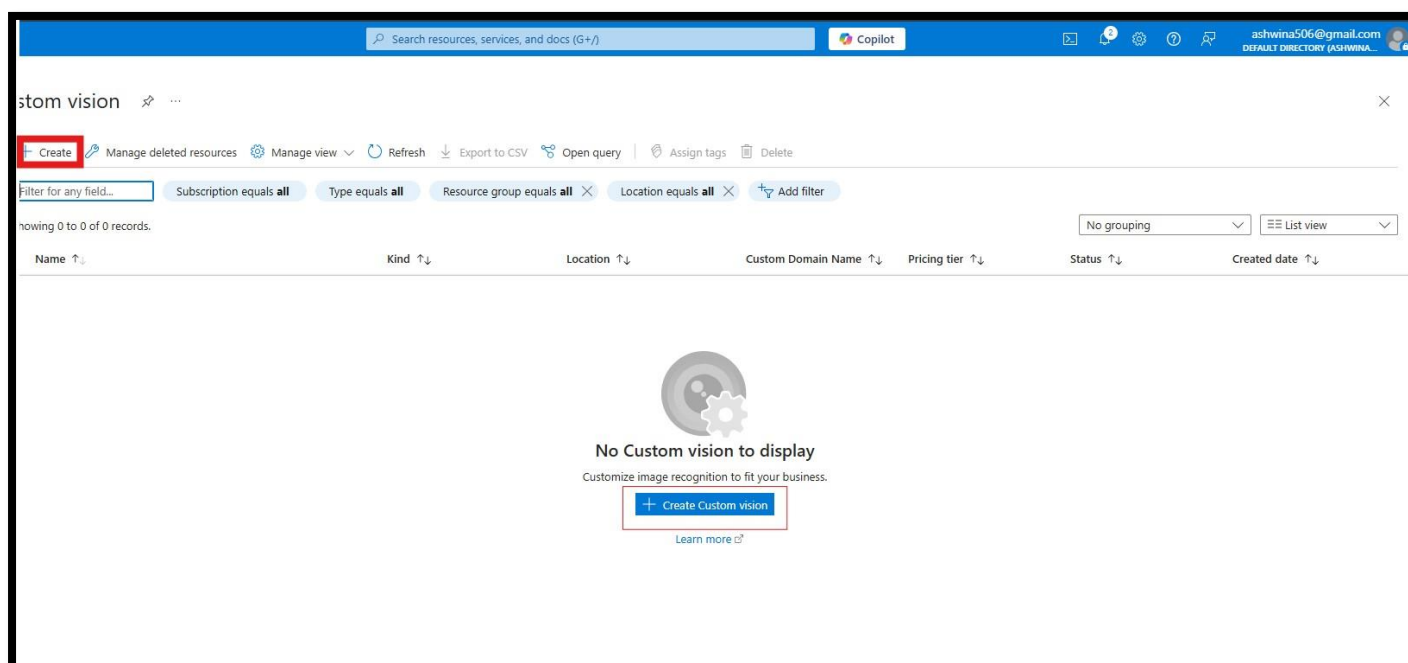 Search resources, services, and docs (G+/)
Copilot
2
ashwina506@gmail.com
DEFAULT DIRECTORY (ASHWINA...
stom vision ...
+ Create Manage deleted resources Manage view Refresh Export to CSV Open query Assign tags Delete
Filter for any field... Subscription equals all Type equals all Resource group equals all Location equals all Add filter
howing 0 to 0 of 0 records.
No grouping List view
Name Kind Location Custom Domain Name Pricing tier Status Created date
No Custom vision to display
Customize image recognition to fit your business.
+ Create Custom vision
Learn more